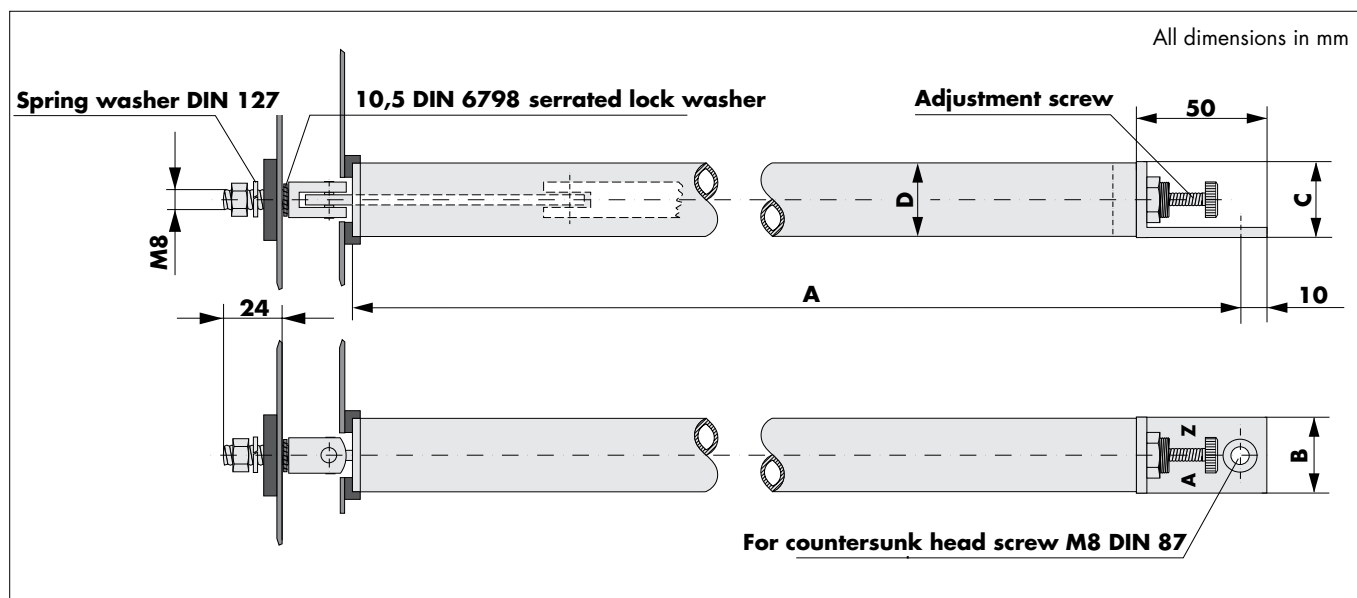 All dimensions in mm
Spring washer DIN 127
10,5 DIN 6798 serrated lock washer
Adjustment screw
50
M8
D
C
A
10
24
Z
A
B
For countersunk head screw M8 DIN 87